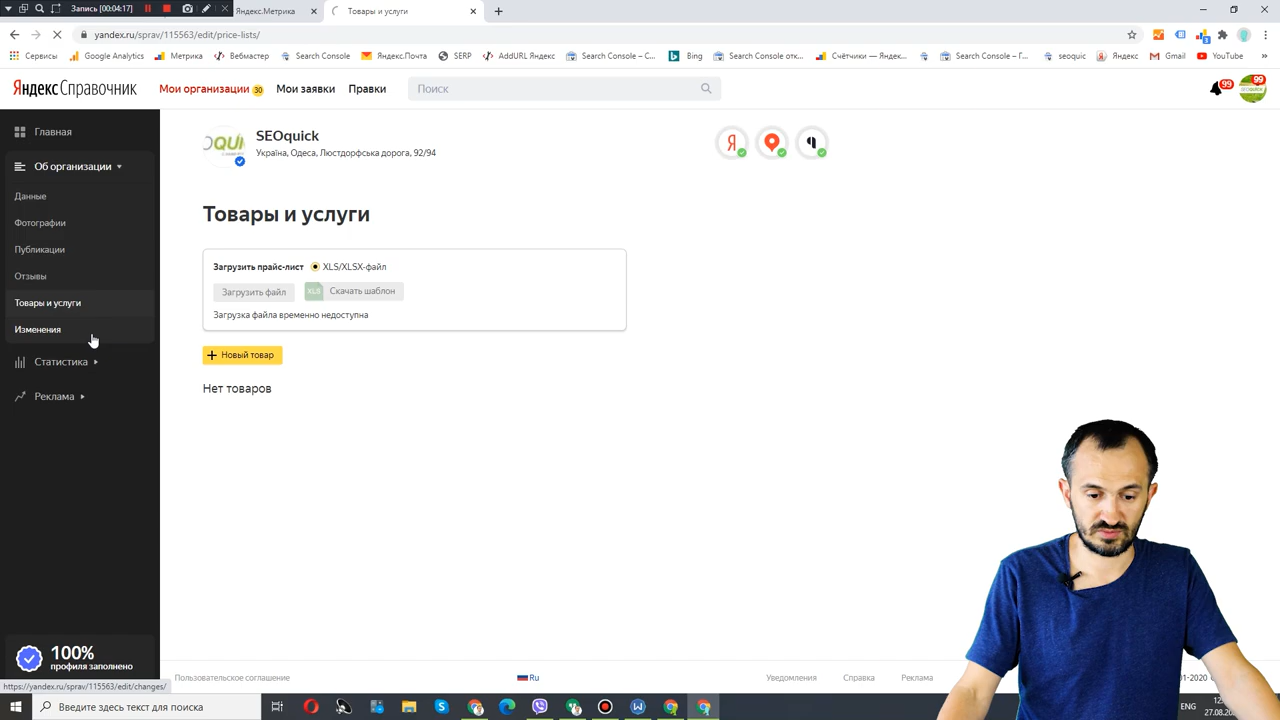 Запись [00:04:17]
Яндекс.Метрика
Товары и услуги
yandex.ru/sprav/115563/edit/price-lists/
Сервисы
Google Analytics
Метрика
Вебмастер
Search Console
Яндекс.Почта
SERP
Ab&URL Яндекс
Search Console – С...
Bing
Search Console отк...
Счётчики — Яндек...
Search Console – Г...
seoquic
Яндекс
Gmail
YouTube
Яндекс Справочник
Мои организации 30
Мои заявки
Правки
Поиск
99
99
Главная
Об организации
Данные
Фотографии
Публикации
Отзывы
Товары и услуги
Изменения
Статистика
Реклама
100%
профиля заполнено
SEOquick
Україна, Одеса, Люстдорфська дорога, 92/94
Товары и услуги
Загрузить прайс-лист
XLS/XLSX-файл
Загрузить файл
XLS
Скачать шаблон
Загрузка файла временно недоступна
+ Новый товар
Нет товаров
Пользовательское соглашение
Ru
Уведомления
Справка
Реклама
https://yandex.ru/sprav/115563/edit/changes/
Введите здесь текст для поиска
ENG